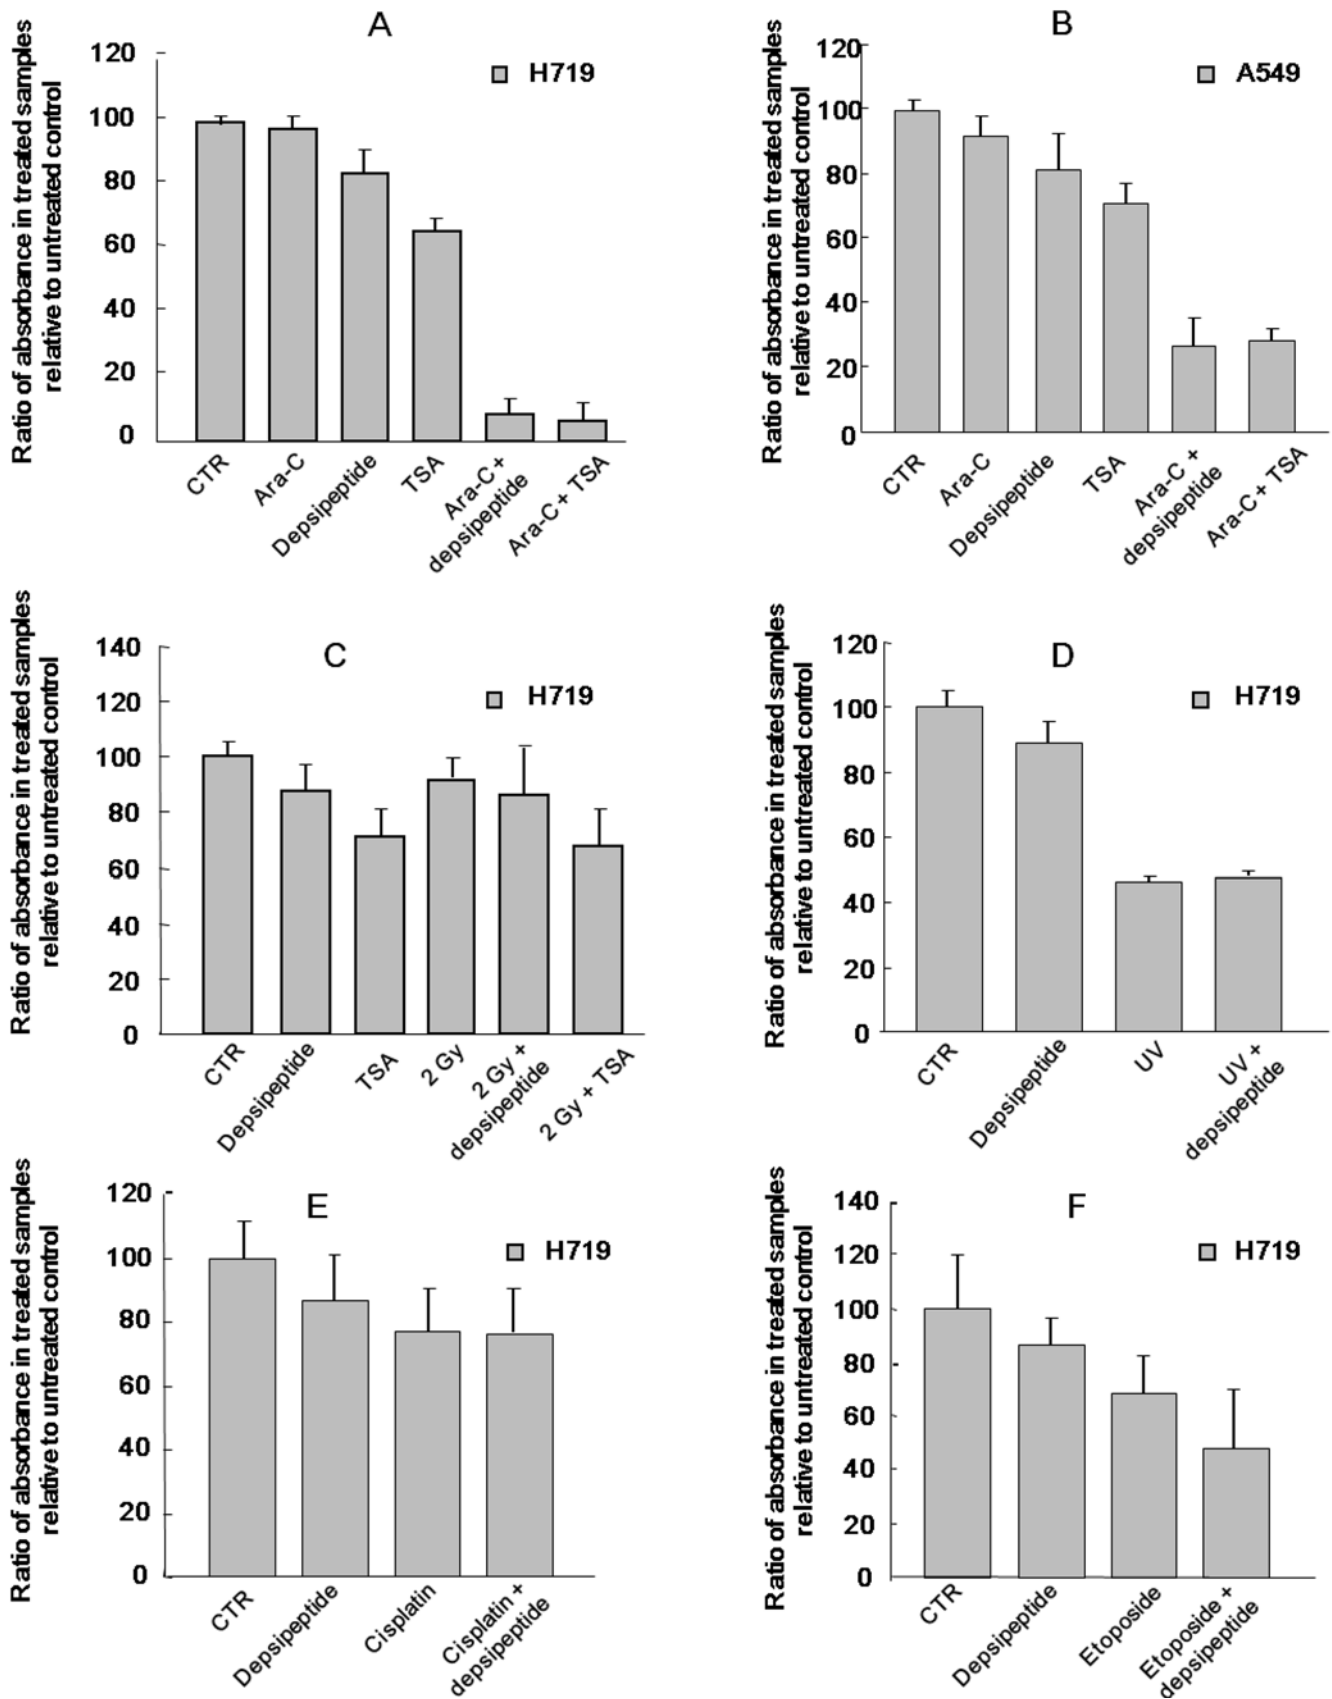 A
Ratio of absorbance in treated samples
relative to untreated control
120
100
80
60
40
20
0
H719
CTR
Ara-C
Depsipeptide
TSA
Ara-C +
depsipeptide
Ara-C + TSA
B
Ratio of absorbance in treated samples
relative to untreated control
120
100
80
60
40
20
0
A549
CTR
Ara-C
Depsipeptide
TSA
Ara-C +
depsipeptide
Ara-C + TSA
C
Ratio of absorbance in treated samples
relative to untreated control
140
120
100
80
60
40
20
0
H719
CTR
Depsipeptide
TSA
2 Gy
2 Gy +
depsipeptide
2 Gy + TSA
D
Ratio of absorbance in treated samples
relative to untreated control
120
100
80
60
40
20
0
H719
CTR
Depsipeptide
UV
UV +
depsipeptide
E
Ratio of absorbance in treated samples
relative to untreated control
120
100
80
60
40
20
0
H719
CTR
Depsipeptide
Cisplatin
Cisplatin +
depsipeptide
F
Ratio of absorbance in treated samples
relative to untreated control
140
120
100
80
60
40
20
0
H719
CTR
Depsipeptide
Etoposide
Etoposide +
depsipeptide